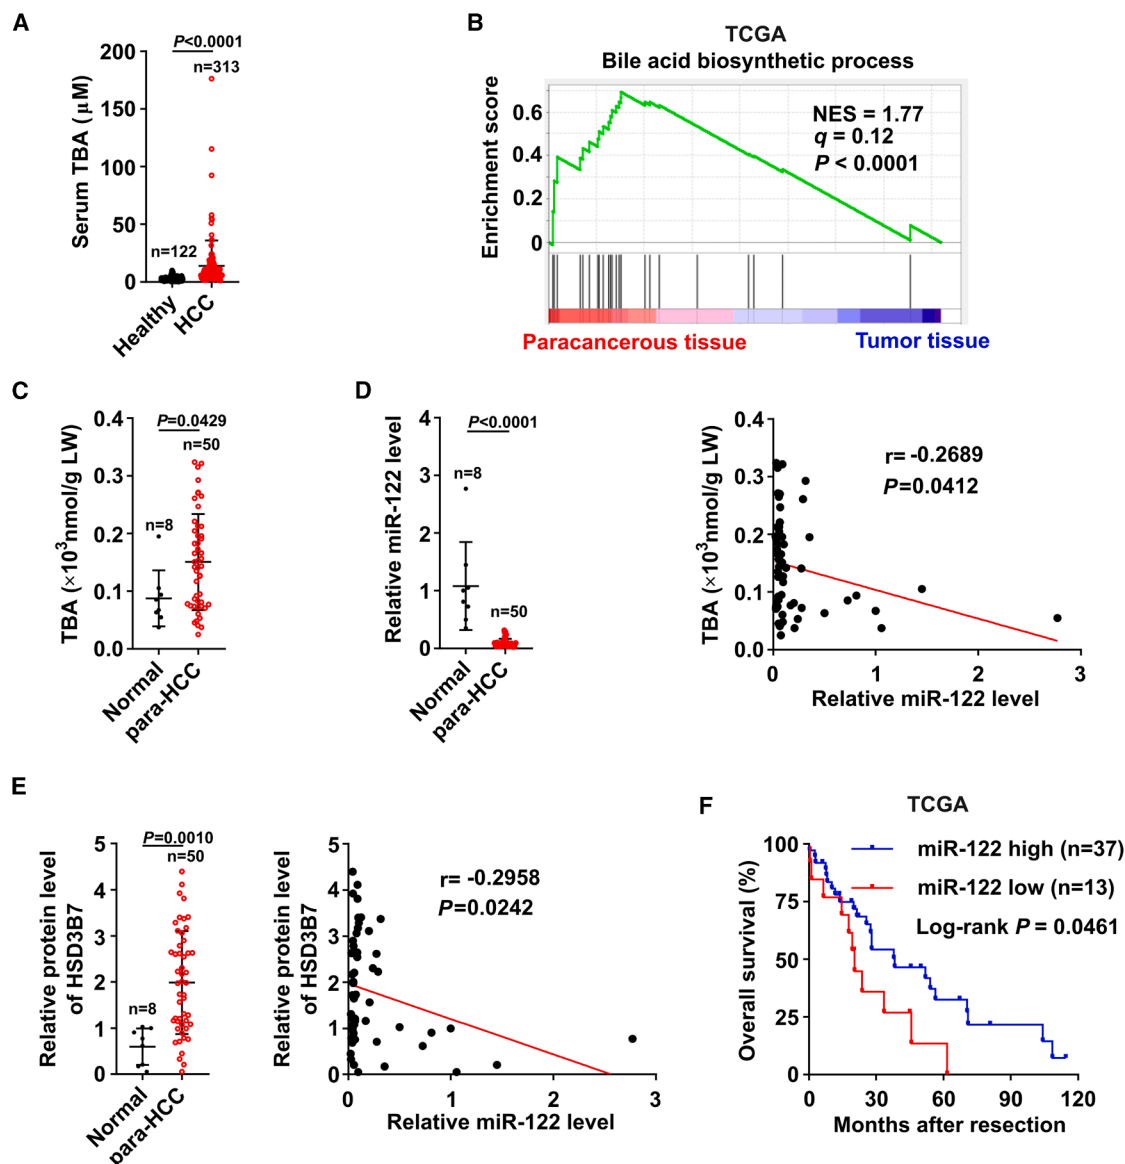 A
P<0.0001
n=313
n=122
Serum TBA (μM)
200
150
100
50
0
Healthy
HCC
B
TCGA
Bile acid biosynthetic process
Enrichment score
0.6
0.4
0.2
0
NES = 1.77
q = 0.12
P < 0.0001
Paracancerous tissue
Tumor tissue
C
TBA (×10³nmol/g LW)
0.4
0.3
0.2
0.1
0.0
P=0.0429
n=50
n=8
Normal
para-HCC
D
Relative miR-122 level
4
3
2
1
0
P<0.0001
n=8
n=50
Normal
para-HCC
TBA (×10³nmol/g LW)
0.4
0.3
0.2
0.1
0.0
r= -0.2689
P=0.0412
0
1
2
3
Relative miR-122 level
E
Relative protein level
of HSD3B7
5
4
3
2
1
0
P=0.0010
n=50
n=8
Normal
para-HCC
Relative protein level
of HSD3B7
5
4
3
2
1
0
r= -0.2958
P=0.0242
0
1
2
3
Relative miR-122 level
F
TCGA
Overall survival (%)
100
75
50
25
0
miR-122 high (n=37)
miR-122 low (n=13)
Log-rank P = 0.0461
0
30
60
90
120
Months after resection